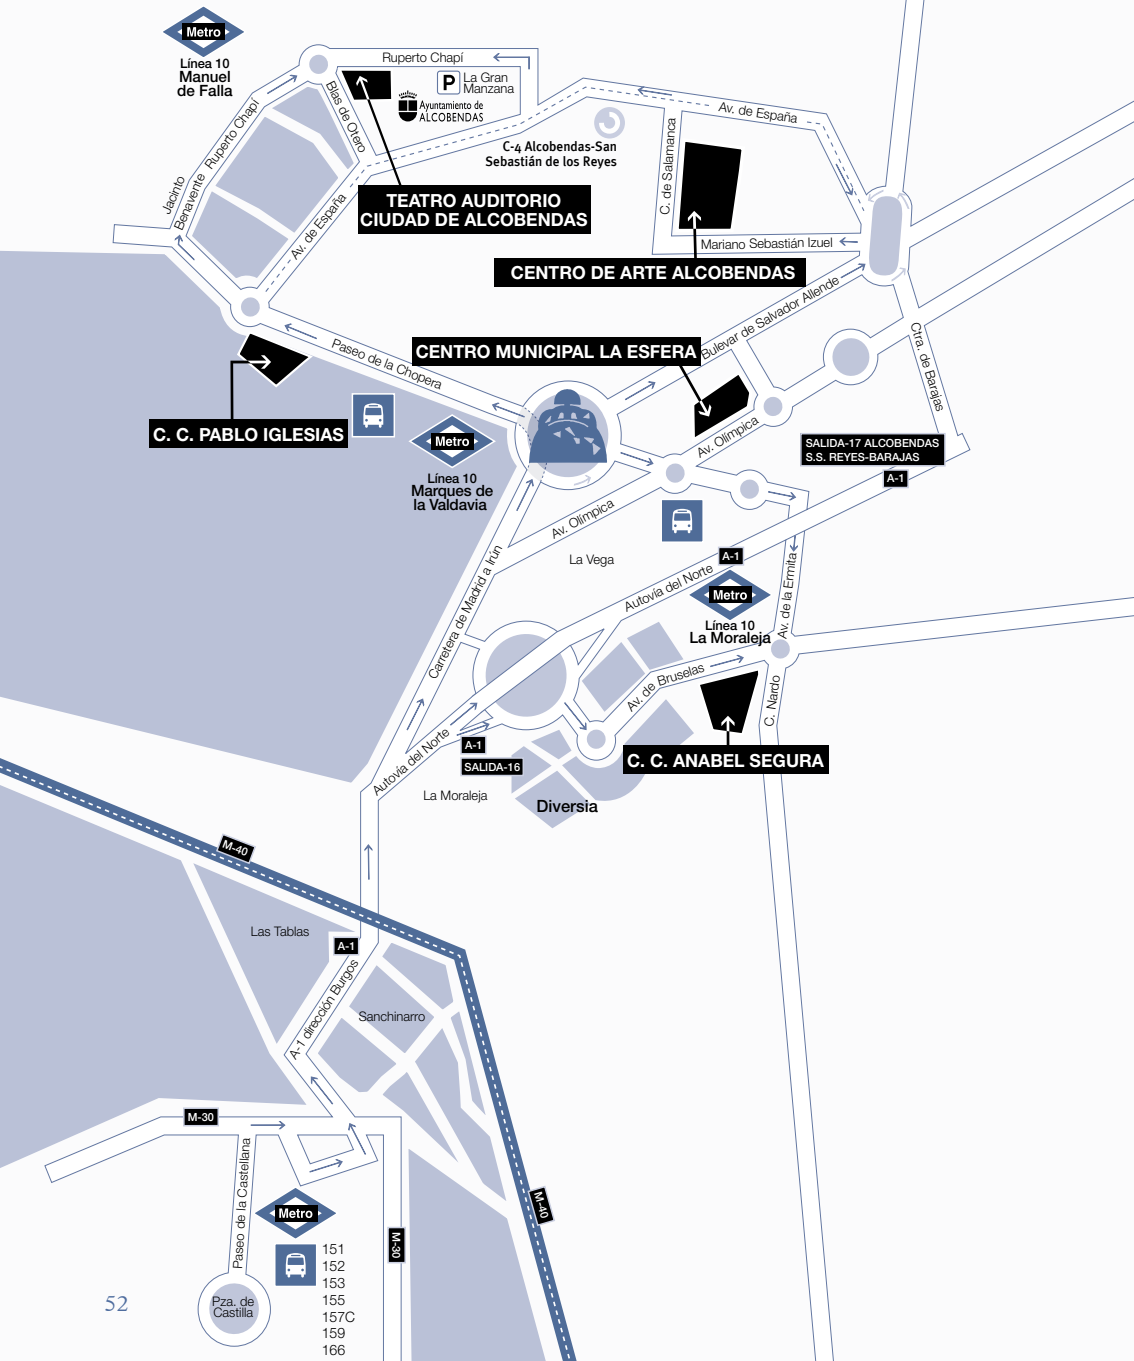 Metro
Línea 10
Manuel
de Falla
Ruperto Chapí
P
La Gran
Manzana
Ayuntamiento de
ALCOBENDAS
Blas de Otero
Ruperto Chapí
Jacinto
Benavente
Av. de España
Av. de España
C-4 Alcobendas-San
Sebastián de los Reyes
C. de Salamanca
TEATRO AUDITORIO
CIUDAD DE ALCOBENDAS
Mariano Sebastián Izuel
CENTRO DE ARTE ALCOBENDAS
Bulevar de Salvador Allende
Ctra. de Barajas
Paseo de la Chopera
CENTRO MUNICIPAL LA ESFERA
C. C. PABLO IGLESIAS
Metro
Línea 10
Marques de
la Valdavia
Av. Olímpica
SALIDA-17 ALCOBENDAS
S.S. REYES-BARAJAS
A-1
Av. Olímpica
La Vega
A-1
Autovía del Norte
Metro
Línea 10
La Moraleja
Av. de la Ermita
Carretera de Madrid a Irún
Av. de Bruselas
C. Nardo
Autovía del Norte
A-1
SALIDA-16
C. C. ANABEL SEGURA
La Moraleja
Diversia
M-40
Las Tablas
A-1
A-1 dirección Burgos
Sanchinarro
M-30
Paseo de la Castellana
Metro
M-40
M-30
151
152
153
155
157C
159
166
Pza. de
Castilla
52